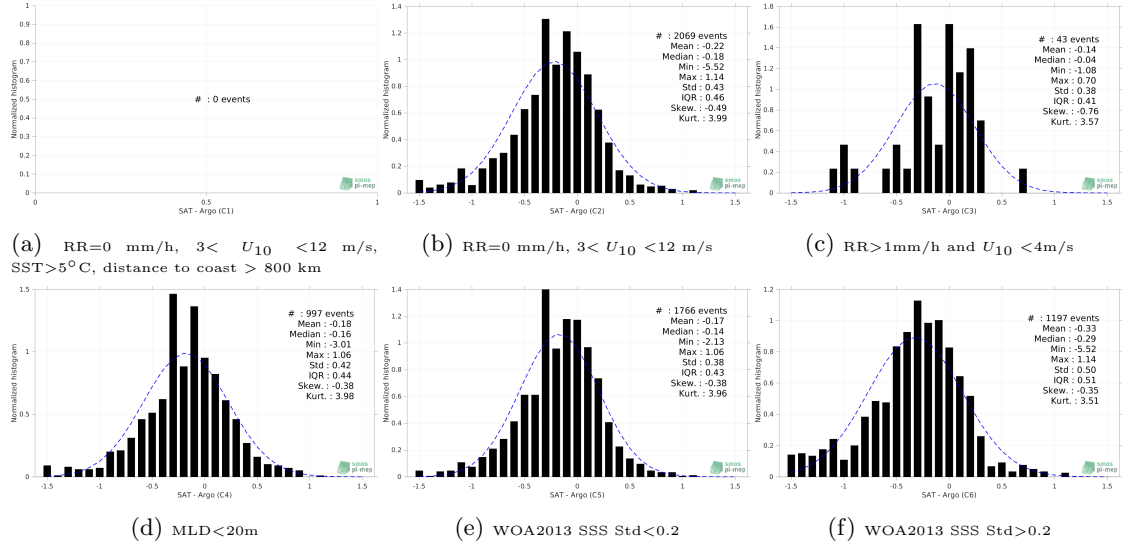 1
0.9
0.8
0.7
0.6
0.5
0.4
0.3
0.2
0.1
0
Normalized histogram
# : 0 events
0
0.5
1
SAT - Argo (C1)
smos
pi-mep
(a) RR=0 mm/h, 3< U10 <12 m/s,
SST>5°C, distance to coast > 800 km
1.4
1.2
1
0.8
0.6
0.4
0.2
0
Normalized histogram
# : 2069 events
Mean : -0.22
Median : -0.18
Min : -5.52
Max : 1.14
Std : 0.43
IQR : 0.46
Skew. : -0.49
Kurt. : 3.99
-1.5
-1
-0.5
0
0.5
1
1.5
SAT - Argo (C2)
smos
pi-mep
(b) RR=0 mm/h, 3< U10 <12 m/s
1.8
1.6
1.4
1.2
1
0.8
0.6
0.4
0.2
0
Normalized histogram
# : 43 events
Mean : -0.14
Median : -0.04
Min : -1.08
Max : 0.70
Std : 0.38
IQR : 0.41
Skew. : -0.76
Kurt. : 3.57
-1.5
-1
-0.5
0
0.5
1
1.5
SAT - Argo (C3)
smos
pi-mep
(c) RR>1mm/h and U10 <4m/s
1.5
1
0.5
0
Normalized histogram
# : 997 events
Mean : -0.18
Median : -0.16
Min : -3.01
Max : 1.06
Std : 0.42
IQR : 0.44
Skew. : -0.38
Kurt. : 3.98
-1.5
-1
-0.5
0
0.5
1
1.5
SAT - Argo (C4)
smos
pi-mep
(d) MLD<20m
1.4
1.2
1
0.8
0.6
0.4
0.2
0
Normalized histogram
# : 1766 events
Mean : -0.17
Median : -0.14
Min : -2.13
Max : 1.06
Std : 0.38
IQR : 0.43
Skew. : -0.38
Kurt. : 3.96
-1.5
-1
-0.5
0
0.5
1
1.5
SAT - Argo (C5)
smos
pi-mep
(e) WOA2013 SSS Std<0.2
1.2
1
0.8
0.6
0.4
0.2
0
Normalized histogram
# : 1197 events
Mean : -0.33
Median : -0.29
Min : -5.52
Max : 1.14
Std : 0.50
IQR : 0.51
Skew. : -0.35
Kurt. : 3.51
-1.5
-1
-0.5
0
0.5
1
1.5
SAT - Argo (C6)
smos
pi-mep
(f) WOA2013 SSS Std>0.2